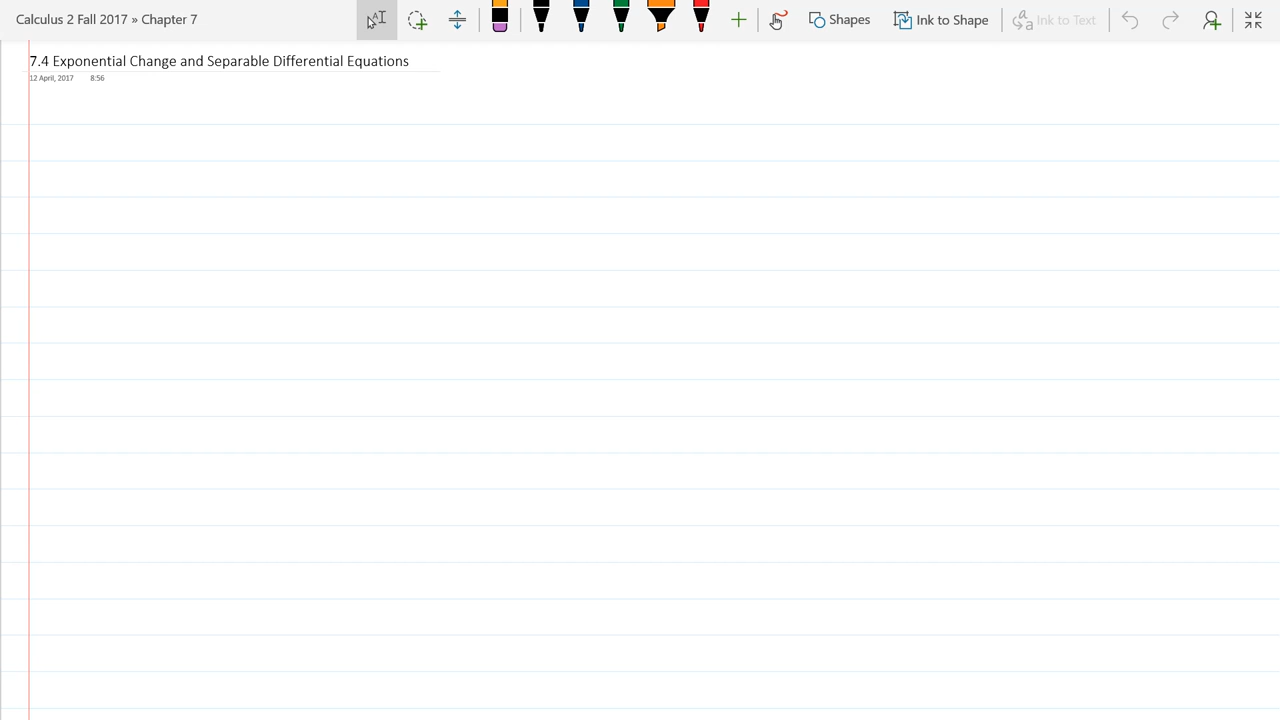 Calculus 2 Fall 2017 » Chapter 7
Shapes
Ink to Shape
Ink to Text
7.4 Exponential Change and Separable Differential Equations
12 April, 2017 8:56